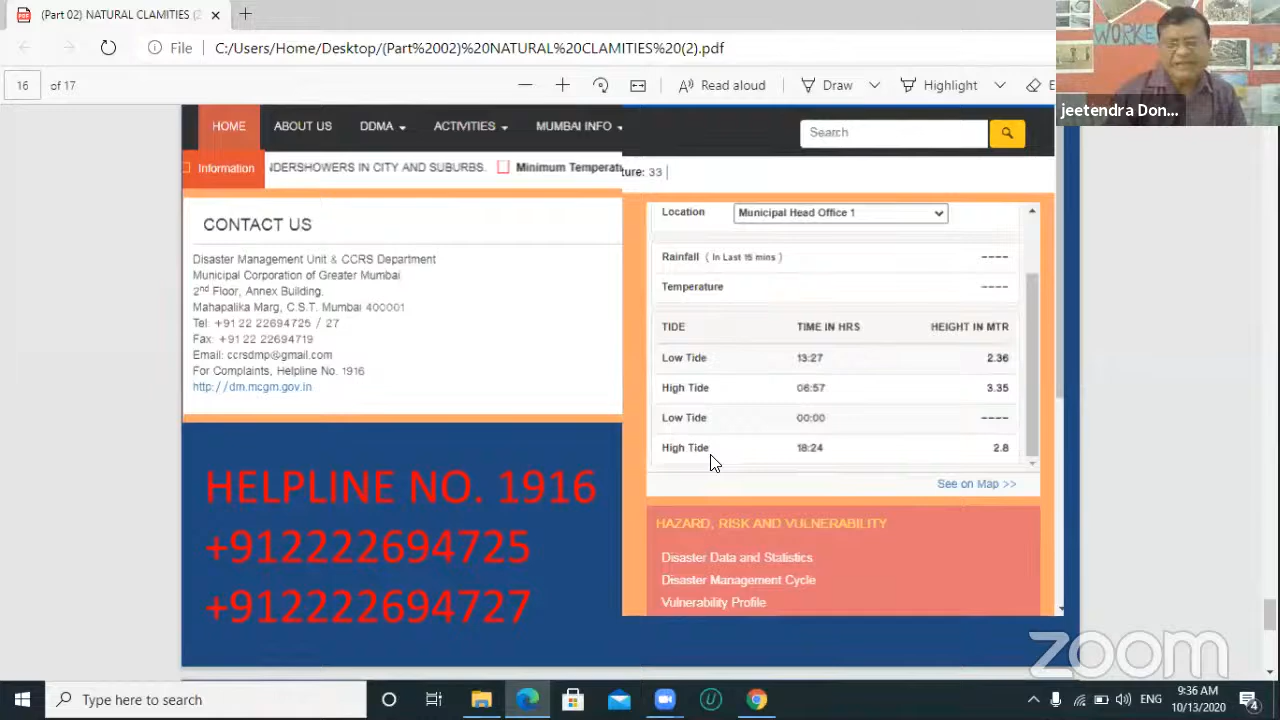 (Part 02) NATURAL CLAMITIES (2
File C:/Users/Home/Desktop/(Part%2002)%20NATURAL%20CLAMITIES%20(2).pdf
16 of 17
Read aloud Draw Highlight E
WORKE
jeetendra Don...
HOME ABOUT US DDMA ACTIVITIES MUMBAI INFO
Search
Information NDERSHOWERS IN CITY AND SUBURBS. Minimum Temperatu
ture: 33
CONTACT US
Disaster Management Unit & CCRS Department
Municipal Corporation of Greater Mumbai
2nd Floor, Annex Building.
Mahapalika Marg, C.S.T. Mumbai 400001
Tel. +91 22 22694725 / 27
Fax: +91 22 22694719
Email: ccrsdmp@gmail.com
For Complaints, Helpline No. 1916
http://dm.mcgm.gov.in
HELPLINE NO. 1916
+912222694725
+912222694727
Location Municipal Head Office 1
Rainfall ( In Last 15 mins ) ----
Temperature ----
TIDE TIME IN HRS HEIGHT IN MTR
Low Tide 13:27 2.36
High Tide 06:57 3.35
Low Tide 00:00 ----
High Tide 18:24 2.8
See on Map >>
HAZARD, RISK AND VULNERABILITY
Disaster Data and Statistics
Disaster Management Cycle
Vulnerability Profile
zoom
Type here to search
ENG
9:36 AM
10/13/2020
4